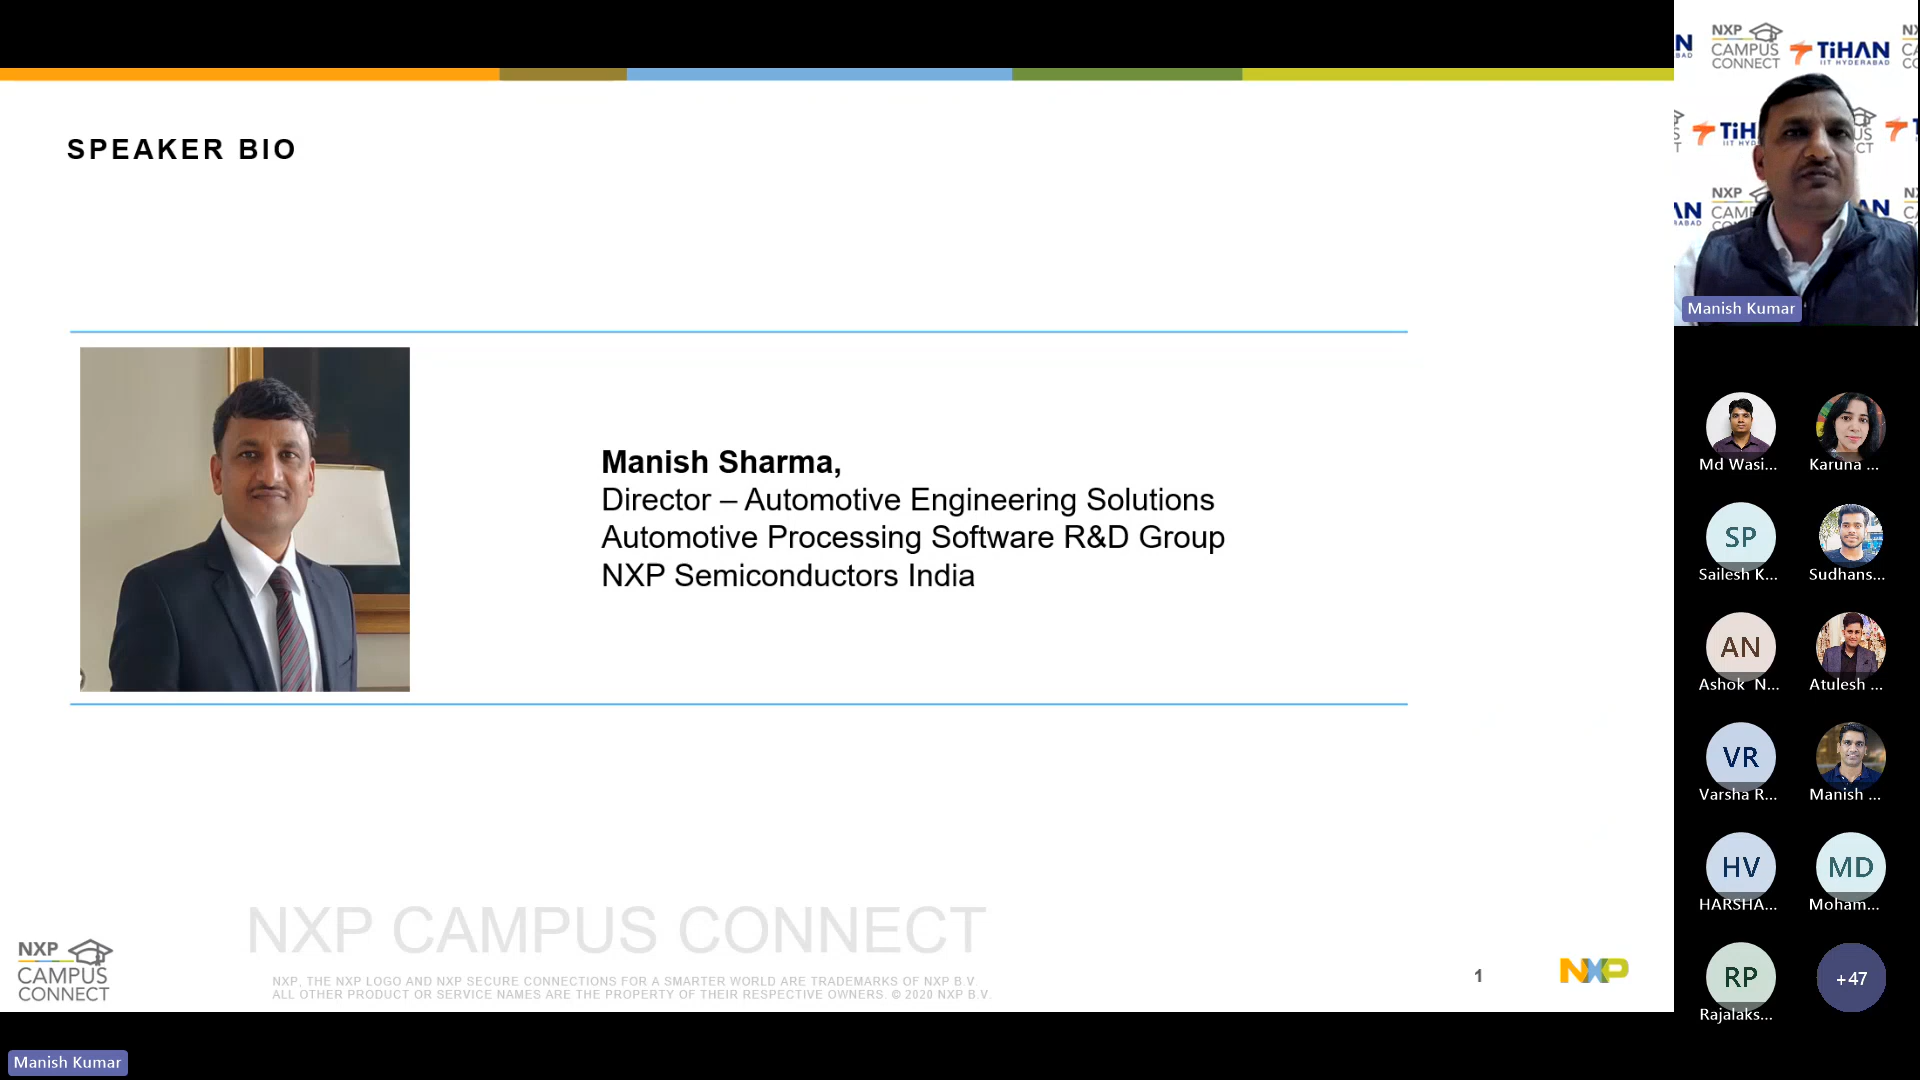 SPEAKER BIO
Manish Sharma,
Director – Automotive Engineering Solutions
Automotive Processing Software R&D Group
NXP Semiconductors India
NXP CAMPUS CONNECT
NXP, THE NXP LOGO AND NXP SECURE CONNECTIONS FOR A SMARTER WORLD ARE TRADEMARKS OF NXP B.V.
ALL OTHER PRODUCT OR SERVICE NAMES ARE THE PROPERTY OF THEIR RESPECTIVE OWNERS. © 2020 NXP B.V.
NXP
CAMPUS
CONNECT
1
NXP
Manish Kumar
NXP
CAMPUS
CONNECT
TiHAN
IIT HYDERABAD
Manish Kumar
Md Wasi...
Karuna ...
SP
Sailesh K...
Sudhans...
AN
Ashok N...
Atulesh ...
VR
Varsha R...
Manish ...
HV
HARSHA...
MD
Moham...
RP
Rajalaks...
+47